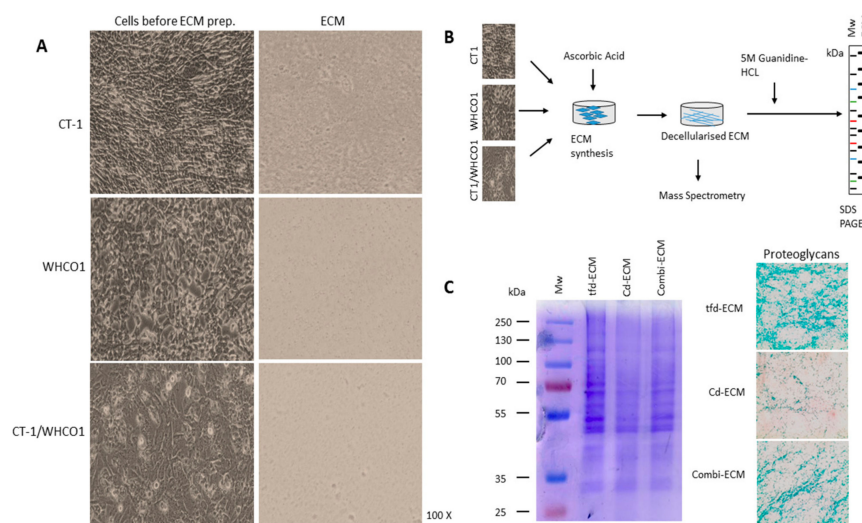 Cells before ECM prep.
ECM
A
CT-1
WHCO1
CT-1/WHCO1
100 X
B
CT1
WHCO1
CT1/WHCO1
Ascorbic Acid
ECM
synthesis
Decellularised ECM
Mass Spectrometry
5M Guanidine-
HCL
Mw
kDa
SDS
PAGE
C
kDa
Mw
tfd-ECM
Cd-ECM
Combi-ECM
250
130
100
70
55
35
25
Proteoglycans
tfd-ECM
Cd-ECM
Combi-ECM